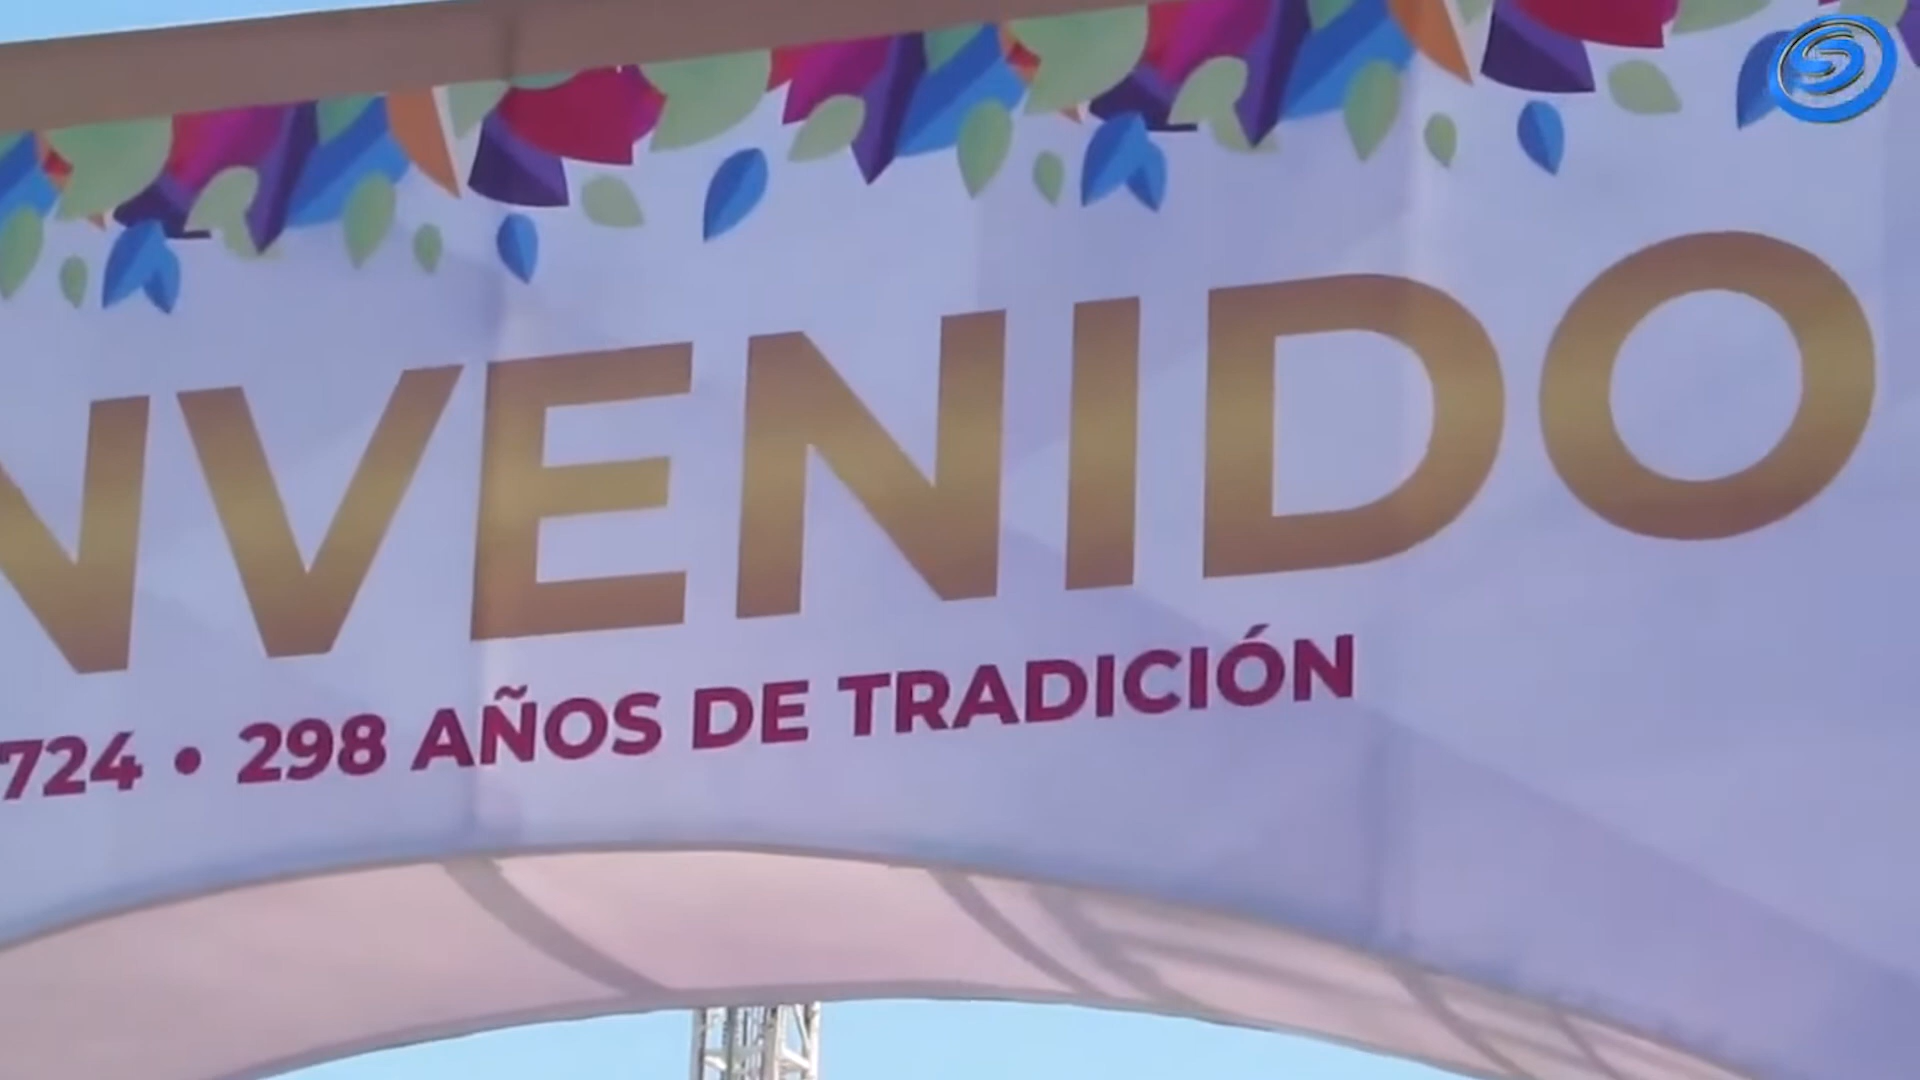 NVENIDO
724 • 298 AÑOS DE TRADICIÓN